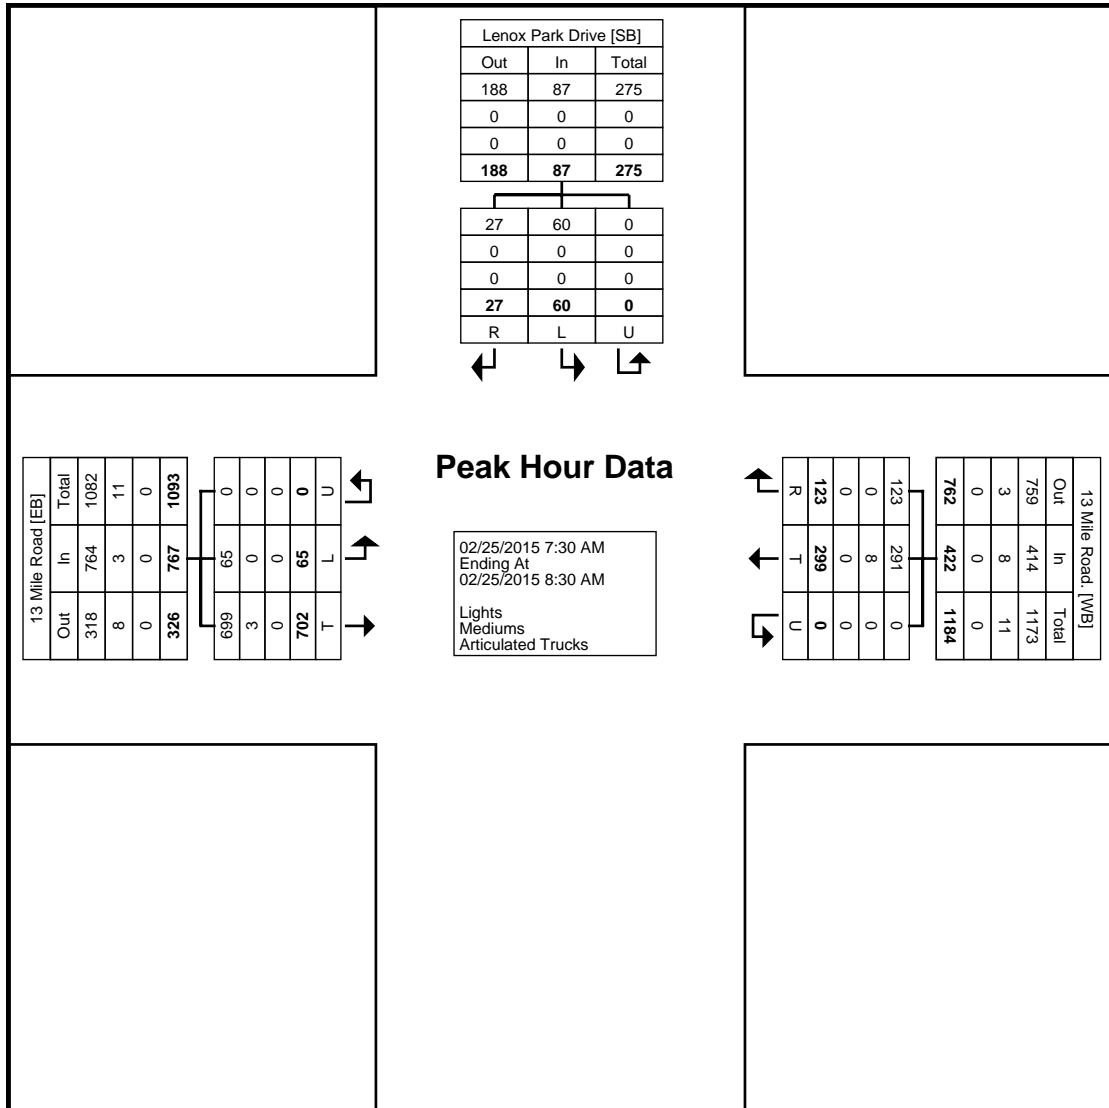 Lenox Park Drive [SB]
Out In Total
188 87 275
0 0 0
0 0 0
188 87 275
27 60 0
0 0 0
0 0 0
27 60 0
R L U
Peak Hour Data
02/25/2015 7:30 AM
Ending At
02/25/2015 8:30 AM
Lights
Mediums
Articulated Trucks
13 Mile Road [EB]
Out In Total
318 764 1082
8 3 11
0 0 0
326 767 1093
699 65 0
3 0 0
0 0 0
702 65 0
T L U
13 Mile Road. [WB]
Out In Total
759 414 1173
3 8 11
0 0 0
762 422 1184
123 291 0
0 8 0
0 0 0
123 299 0
R T U